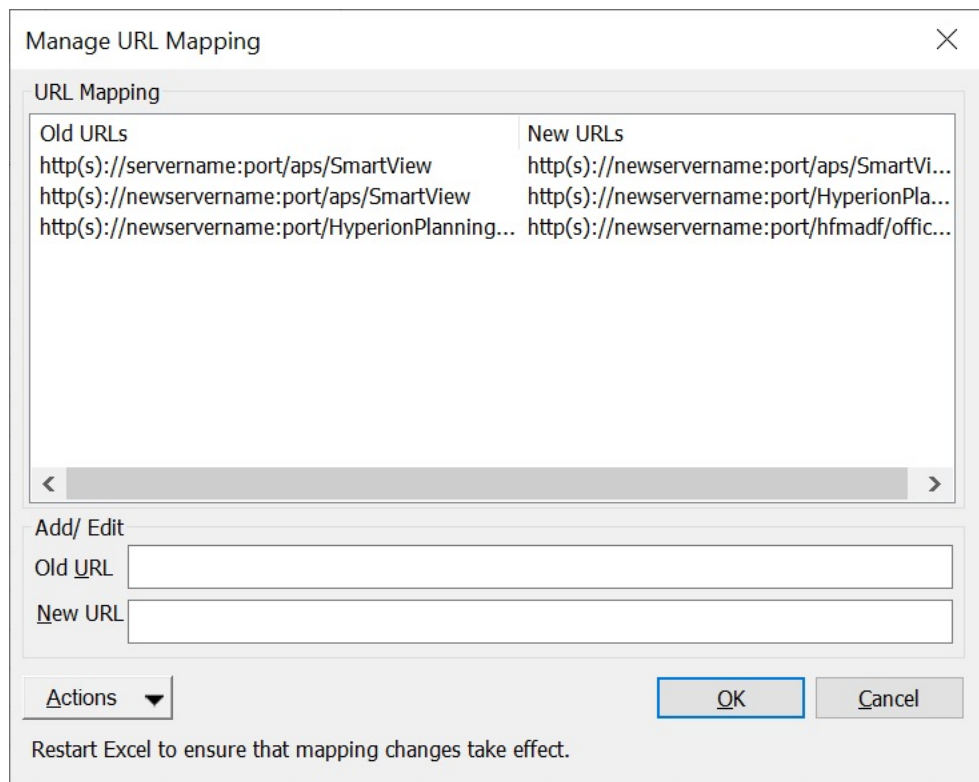 Manage URL Mapping
URL Mapping
Old URLs New URLs
http(s)://servername:port/aps/SmartView http(s)://newservername:port/aps/SmartVi...
http(s)://newservername:port/aps/SmartView http(s)://newservername:port/HyperionPla...
http(s)://newservername:port/HyperionPlanning... http(s)://newservername:port/hfmadf/offic...
Add/ Edit
Old URL
New URL
Actions OK Cancel
Restart Excel to ensure that mapping changes take effect.